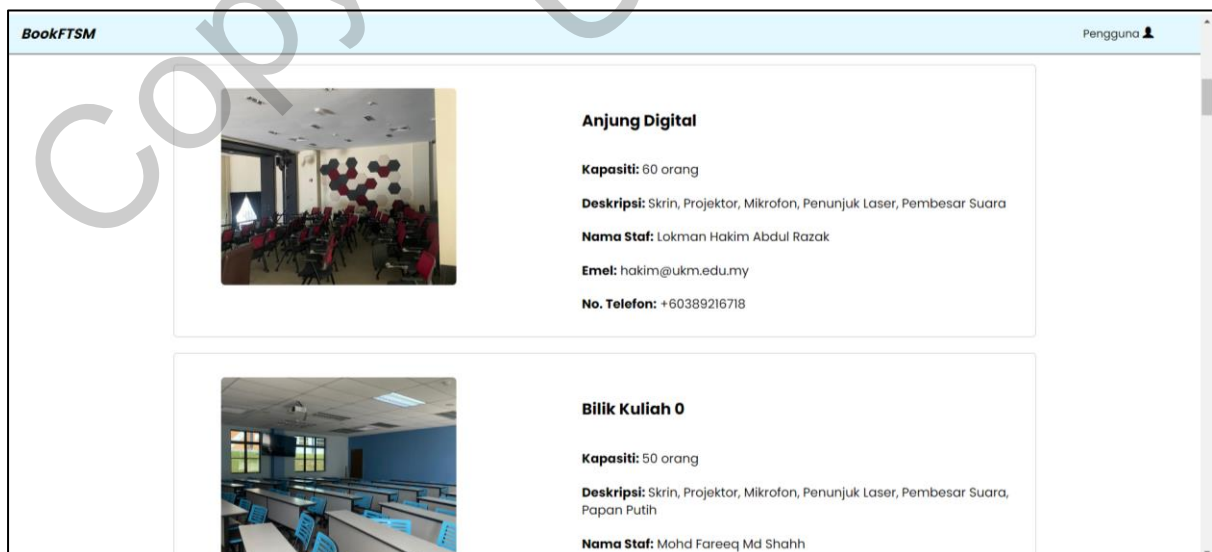 BookFTSM
Pengguna
Anjung Digital
Kapasiti: 60 orang
Deskripsi: Skrin, Projektor, Mikrofon, Penunjuk Laser, Pembesar Suara
Nama Staf: Lokman Hakim Abdul Razak
Emel: hakim@ukm.edu.my
No. Telefon: +60389216718
Bilik Kuliah 0
Kapasiti: 50 orang
Deskripsi: Skrin, Projektor, Mikrofon, Penunjuk Laser, Pembesar Suara,
Papan Putih
Nama Staf: Mohd Fareeq Md Shahh